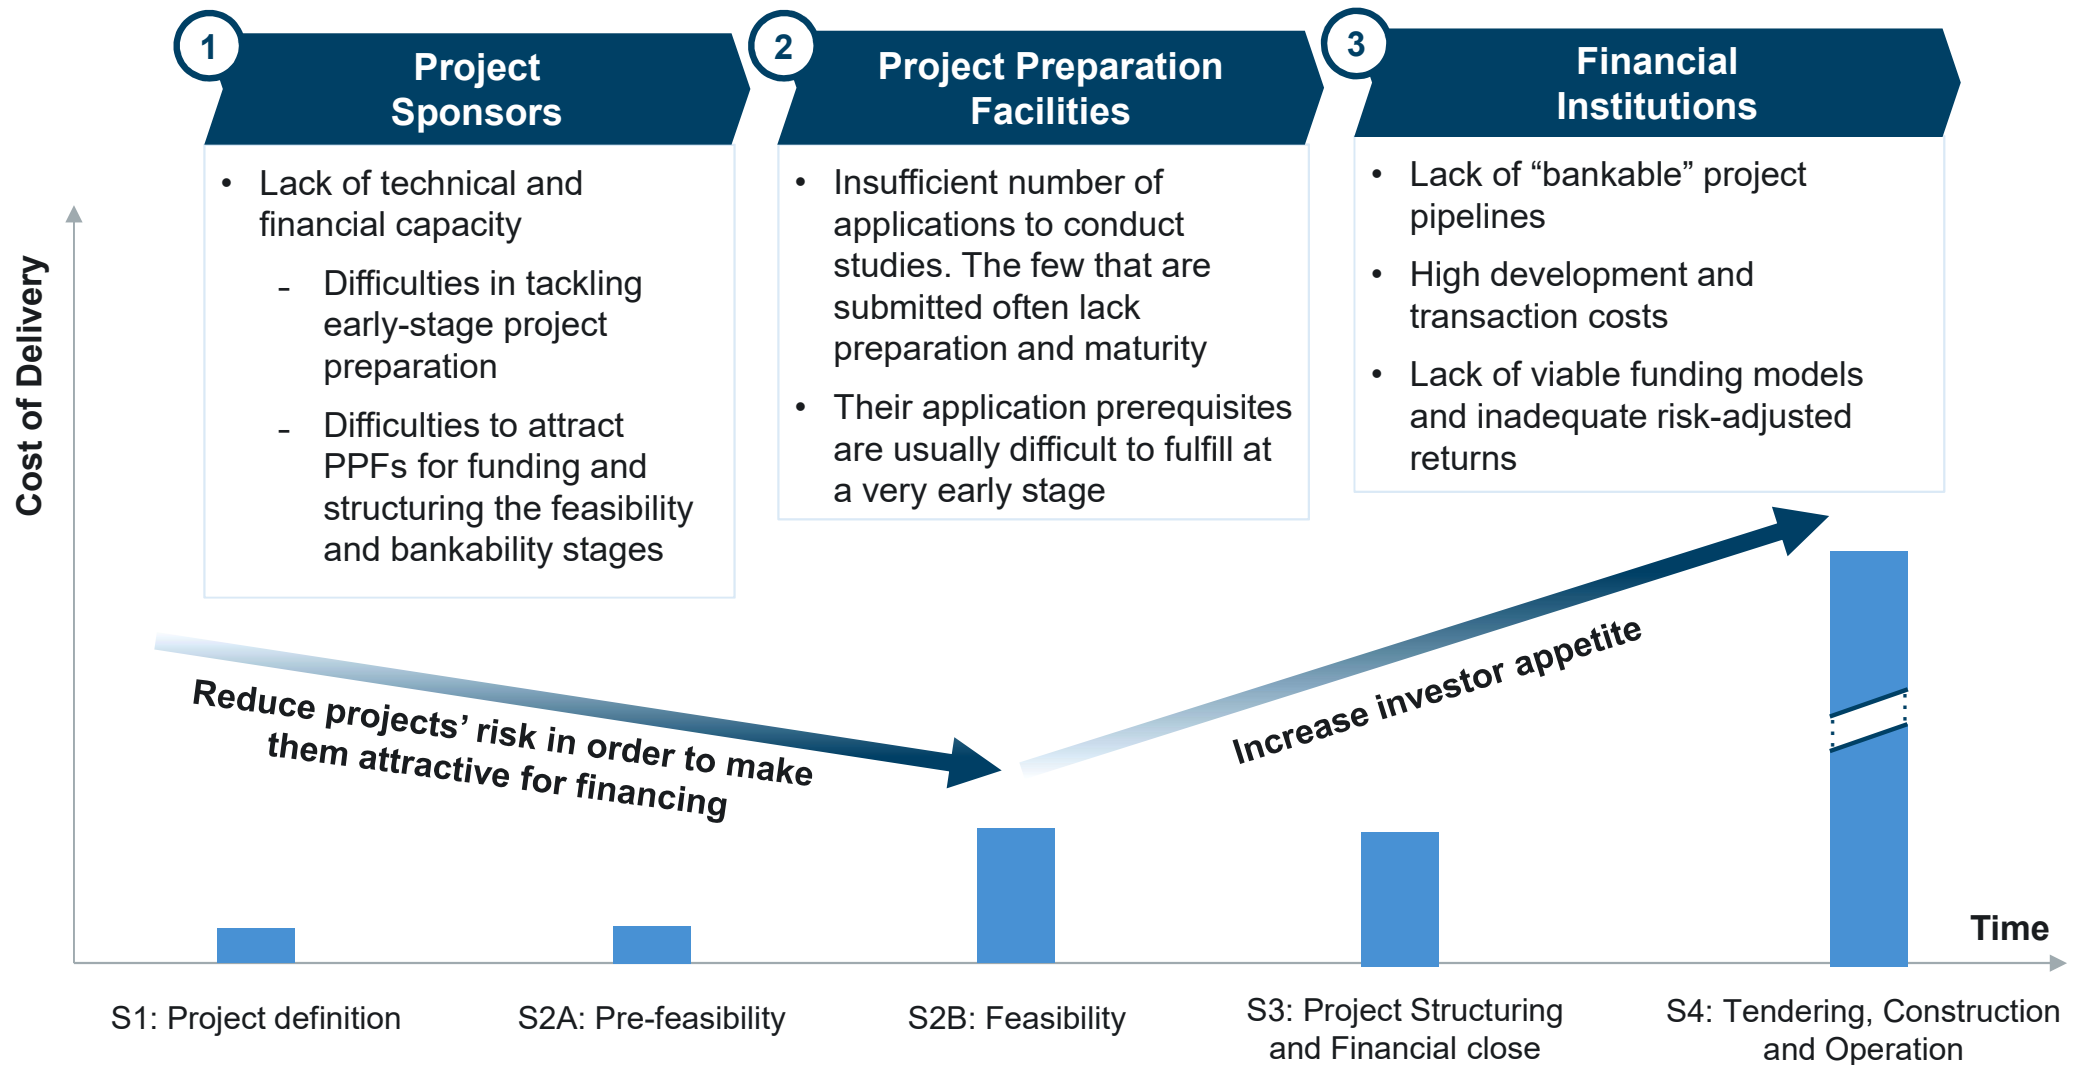 1
Project
Sponsors
• Lack of technical and
financial capacity
- Difficulties in tackling
early-stage project
preparation
- Difficulties to attract
PPFs for funding and
structuring the feasibility
and bankability stages
2
Project Preparation
Facilities
• Insufficient number of
applications to conduct
studies. The few that are
submitted often lack
preparation and maturity
• Their application prerequisites
are usually difficult to fulfill at
a very early stage
3
Financial
Institutions
• Lack of “bankable” project
pipelines
• High development and
transaction costs
• Lack of viable funding models
and inadequate risk-adjusted
returns
Cost of Delivery
Reduce projects’ risk in order to make
them attractive for financing
Increase investor appetite
Time
S1: Project definition
S2A: Pre-feasibility
S2B: Feasibility
S3: Project Structuring
and Financial close
S4: Tendering, Construction
and Operation